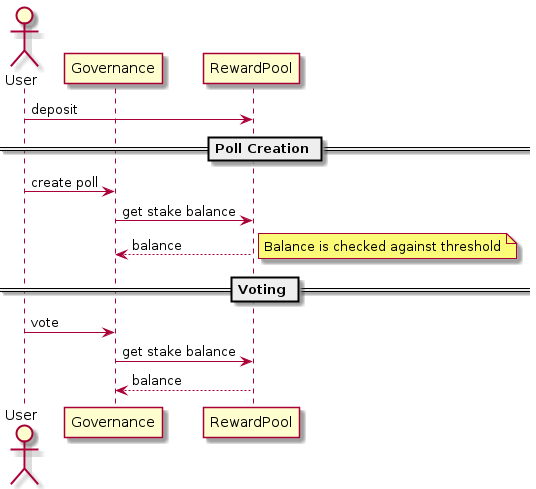 User
Governance
RewardPool
deposit
Poll Creation
create poll
get stake balance
balance
Balance is checked against threshold
Voting
vote
get stake balance
balance
User
Governance
RewardPool